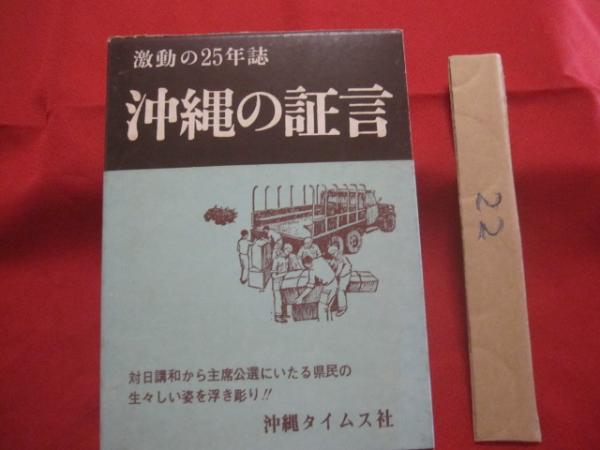 激動の25年誌
沖縄の証言
対日講和から主席公選にいたる県民の
生々しい姿を浮き彫り!!
沖縄タイムス社
22